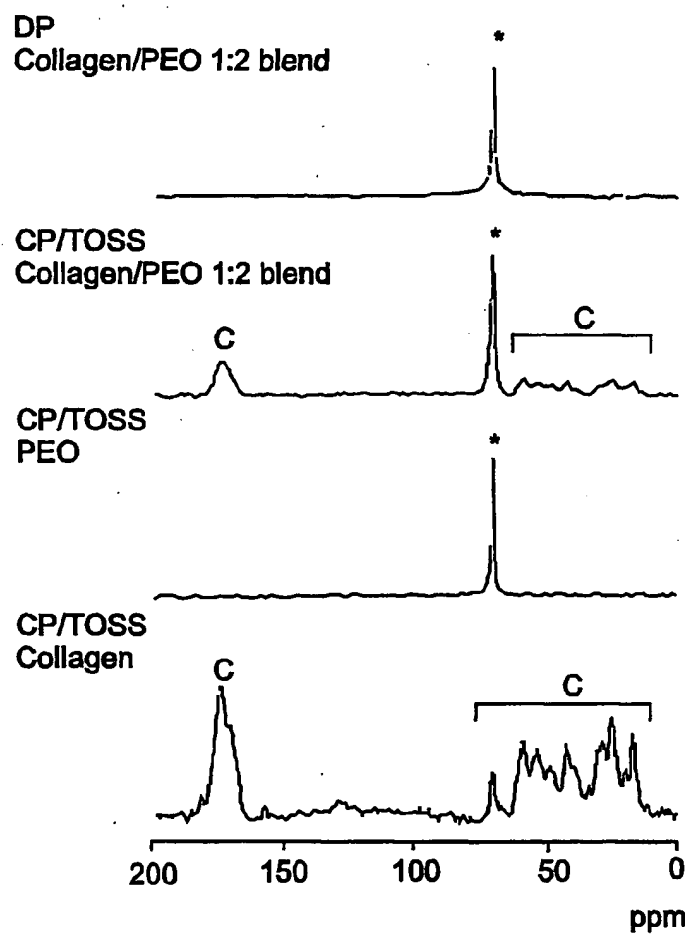 DP
Collagen/PEO 1:2 blend
*
CP/TOSS
Collagen/PEO 1:2 blend
*
C
C
CP/TOSS
PEO
*
CP/TOSS
Collagen
C
C
200 150 100 50 0
ppm